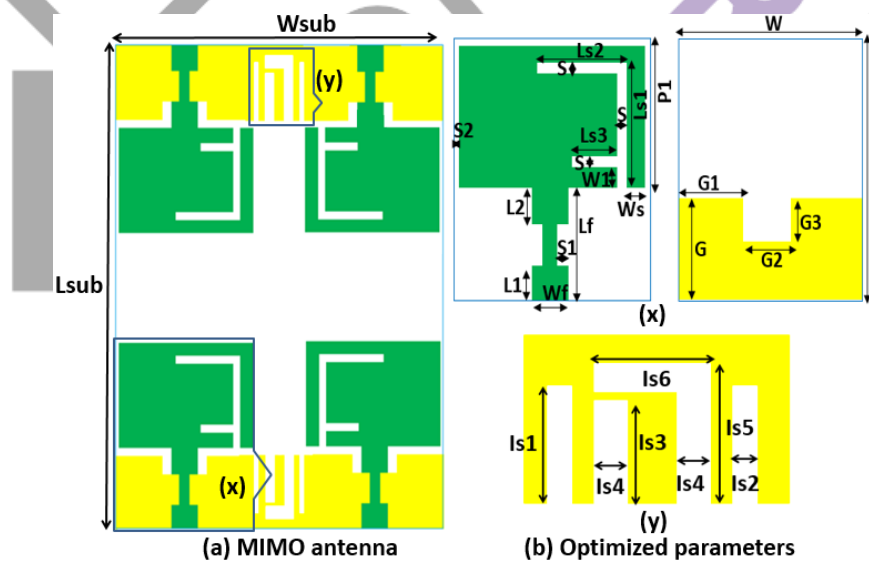 Wsub
(y)
Lsub
(x)
(a) MIMO antenna
Ls2
S
Ls1
P1
S
S2
Ls3
S
W1
Ws
L2
Lf
S1
L1
Wf
W
G1
G3
G
G2
(x)
Is6
Is1
Is3
Is5
Is4
Is4
Is2
(y)
(b) Optimized parameters